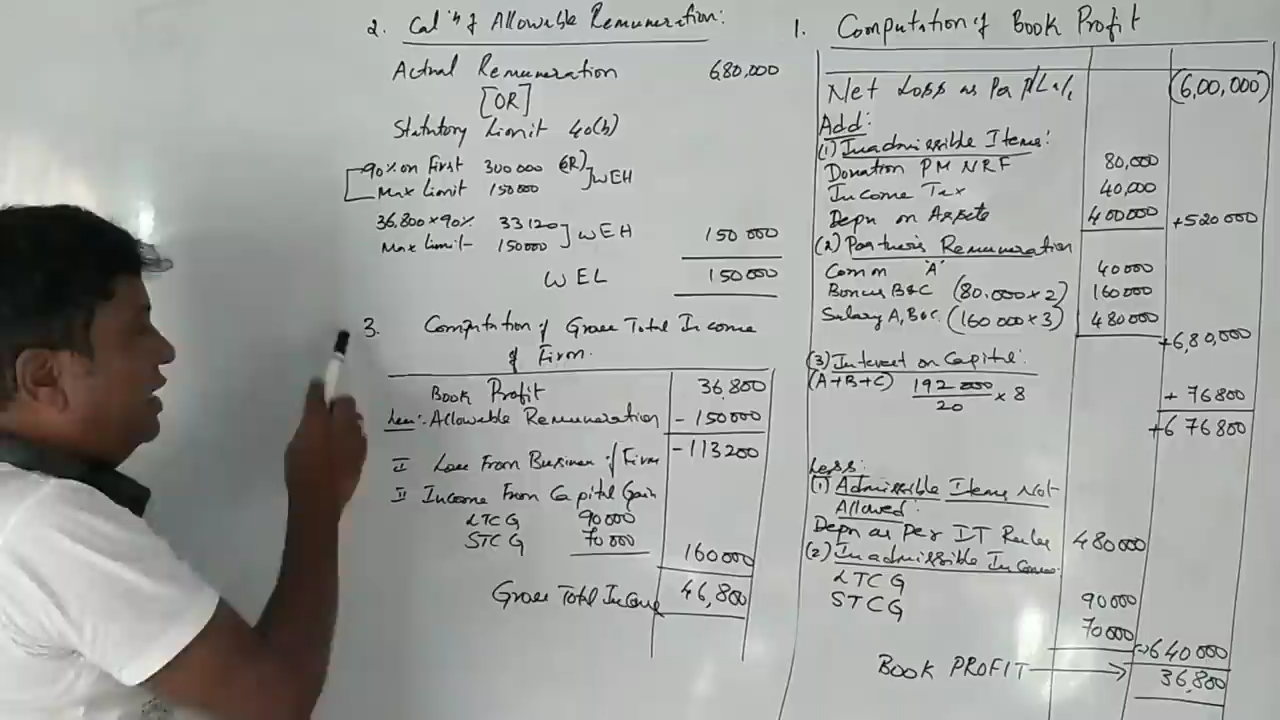 2. Cal"n of Allowable Remuneration:
Actual Remuneration 680,000
[OR]
Statutory Limit 40(b)
90% on First 300000 (OR) ] WEH
Max Limit 150000
36,800 x 90% 33120 ] WEH
Max Limit 150000 150 000
WEL 150000
3. Computation of Gross Total Income
of Firm.
Book Profit 36,800
Less:- Allowable Remuneration - 150000
I Loss From Business of Firm - 113200
II Income From Capital Gain
LTCG 90000
STCG 70000 160000
Gross Total Income 46,800
1. Computation of Book Profit
Net Loss as Per P/L a/c (6,00,000)
Add:
(1) Inadmissible Items:
Donation PM NRF 80,000
Income Tax 40,000
Depn on Assets 400000 +520000
(2) Partner's Remuneration
Comm 'A' 40000
Bonus B&C (80,000 x 2) 160000
Salary A, B&C (160000 x 3) 480000 +6,80,000
(3) Interest on Capital:
(A+B+C) 192000/20 x 8 + 76800
+676800
Less:
(1) Admissible Items Not
Allowed:
Depn as Per IT Rules 480000
(2) Inadmissible Incomes
LTCG 90000
STCG 70000 (-)640000
BOOK PROFIT → 36,800